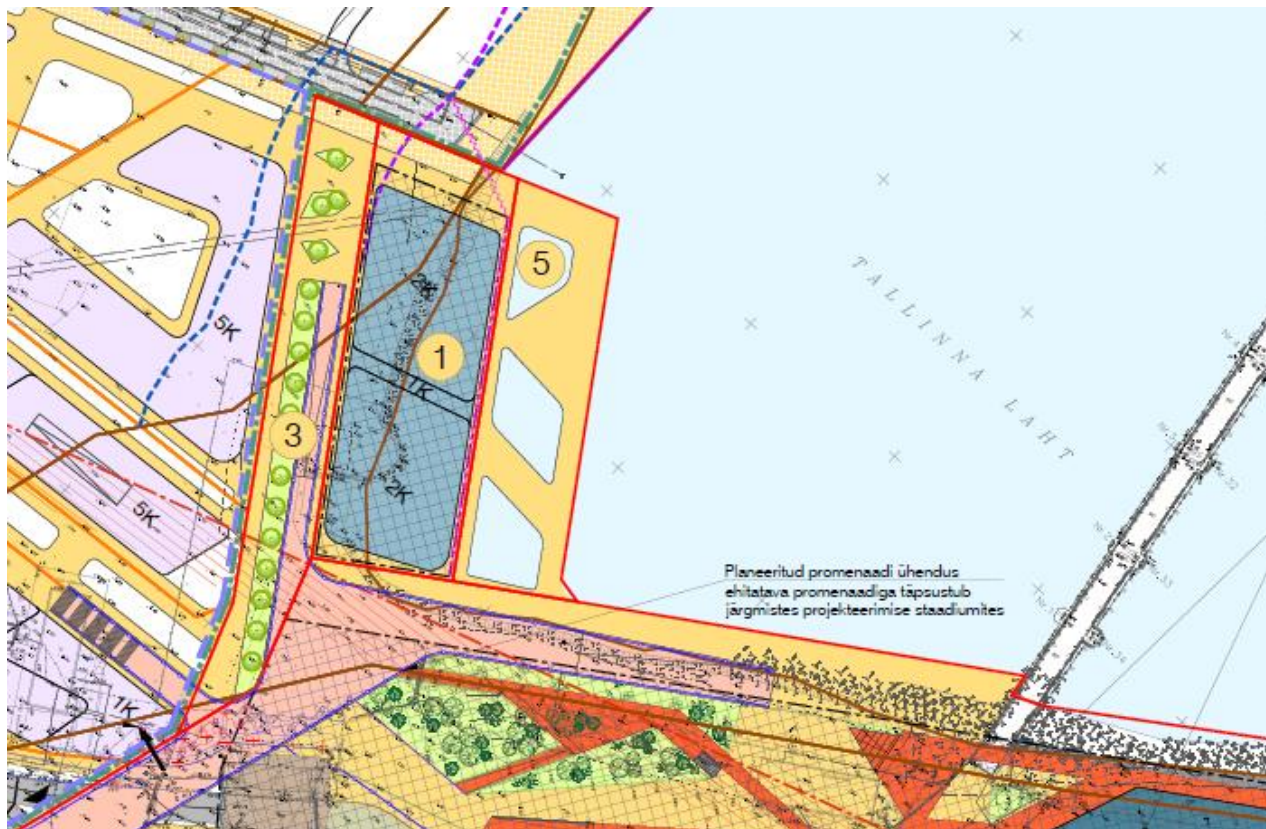 5
2K
5K
1
1K
TALLINNA LAHT
3
2K
5K
Planeeritud promenaadi ühendus
ehitatava promenaadiga täpsustub
järgmistes projekteerimise staadiumites
1K